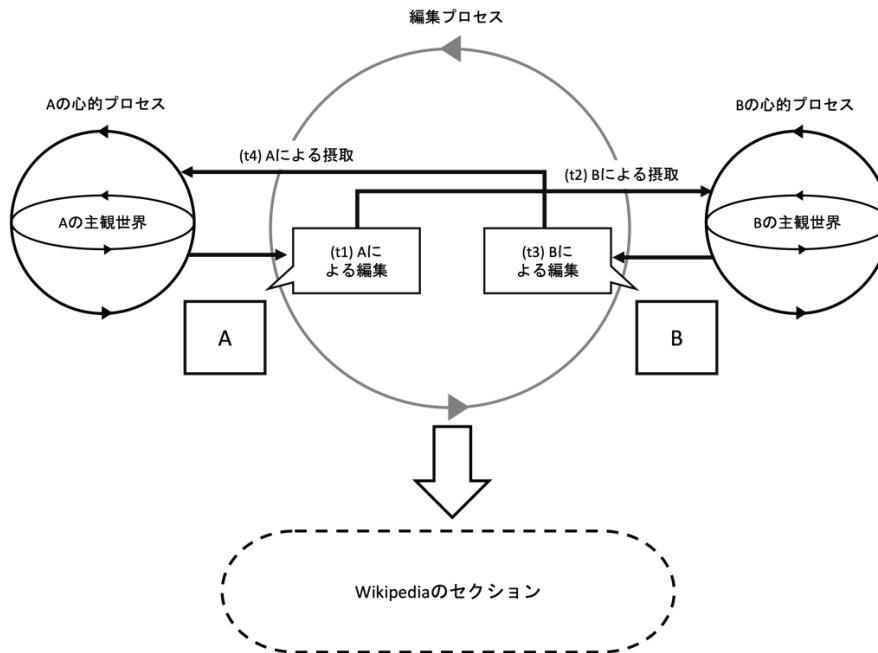 編集プロセス
Aの心的プロセス
Bの心的プロセス
(t4) Aによる摂取
(t2) Bによる摂取
Aの主観世界
Bの主観世界
(t1) Aに
よる編集
(t3) Bに
よる編集
A
B
Wikipediaのセクション